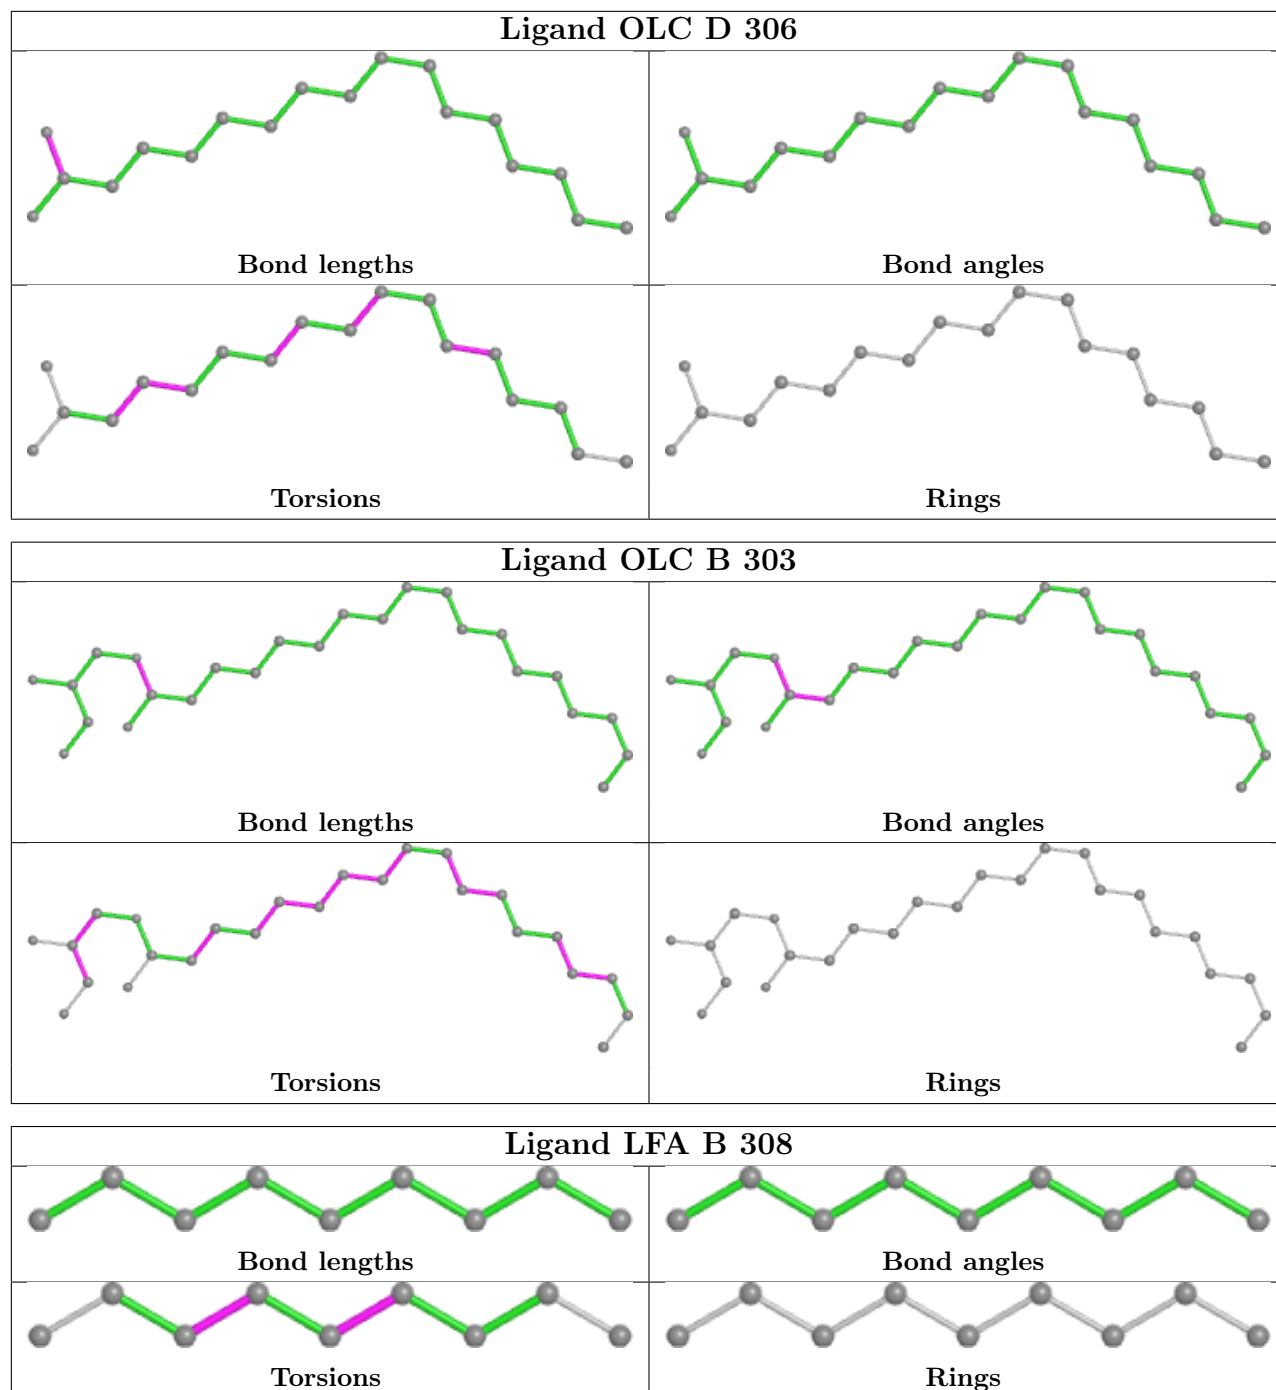 Ligand OLC D 306
Bond lengths
Bond angles
Torsions
Rings
Ligand OLC B 303
Bond lengths
Bond angles
Torsions
Rings
Ligand LFA B 308
Bond lengths
Bond angles
Torsions
Rings